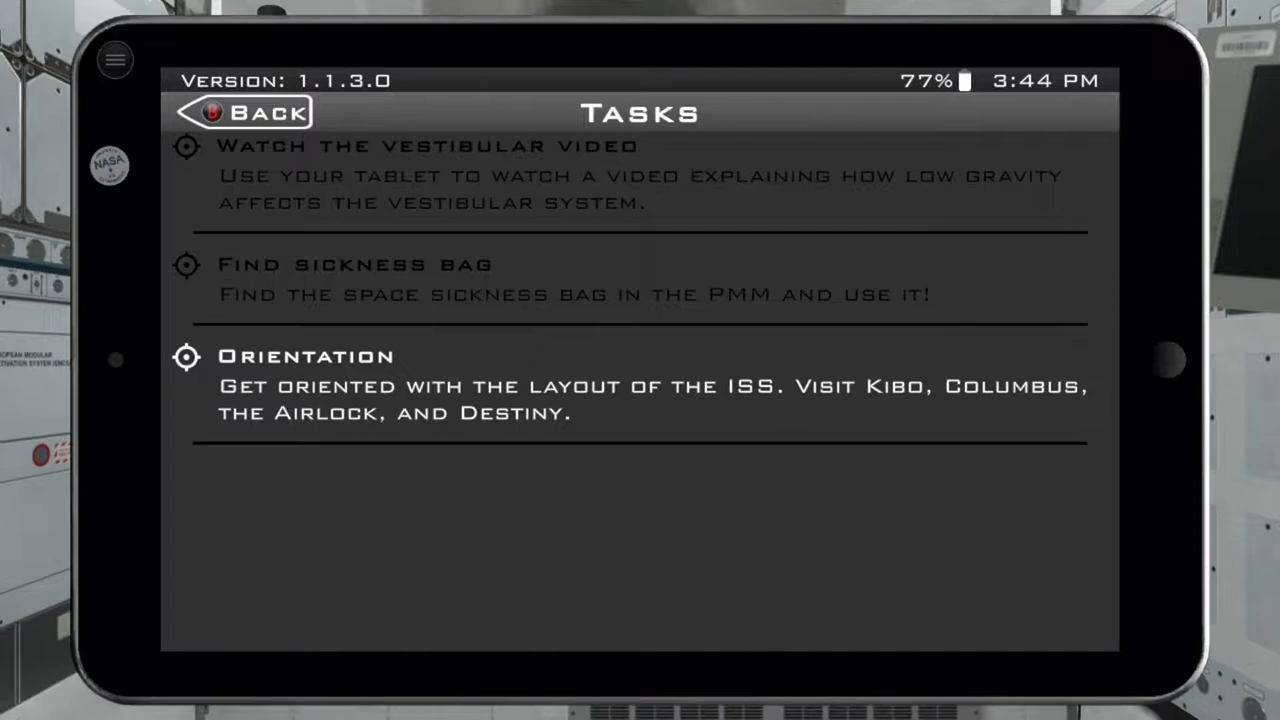 VERSION: 1.1.3.0
77% 3:44 PM
B BACK
TASKS
WATCH THE VESTIBULAR VIDEO
USE YOUR TABLET TO WATCH A VIDEO EXPLAINING HOW LOW GRAVITY
AFFECTS THE VESTIBULAR SYSTEM.
FIND SICKNESS BAG
FIND THE SPACE SICKNESS BAG IN THE PMM AND USE IT!
ORIENTATION
GET ORIENTED WITH THE LAYOUT OF THE ISS. VISIT KIBO, COLUMBUS,
THE AIRLOCK, AND DESTINY.
NASA